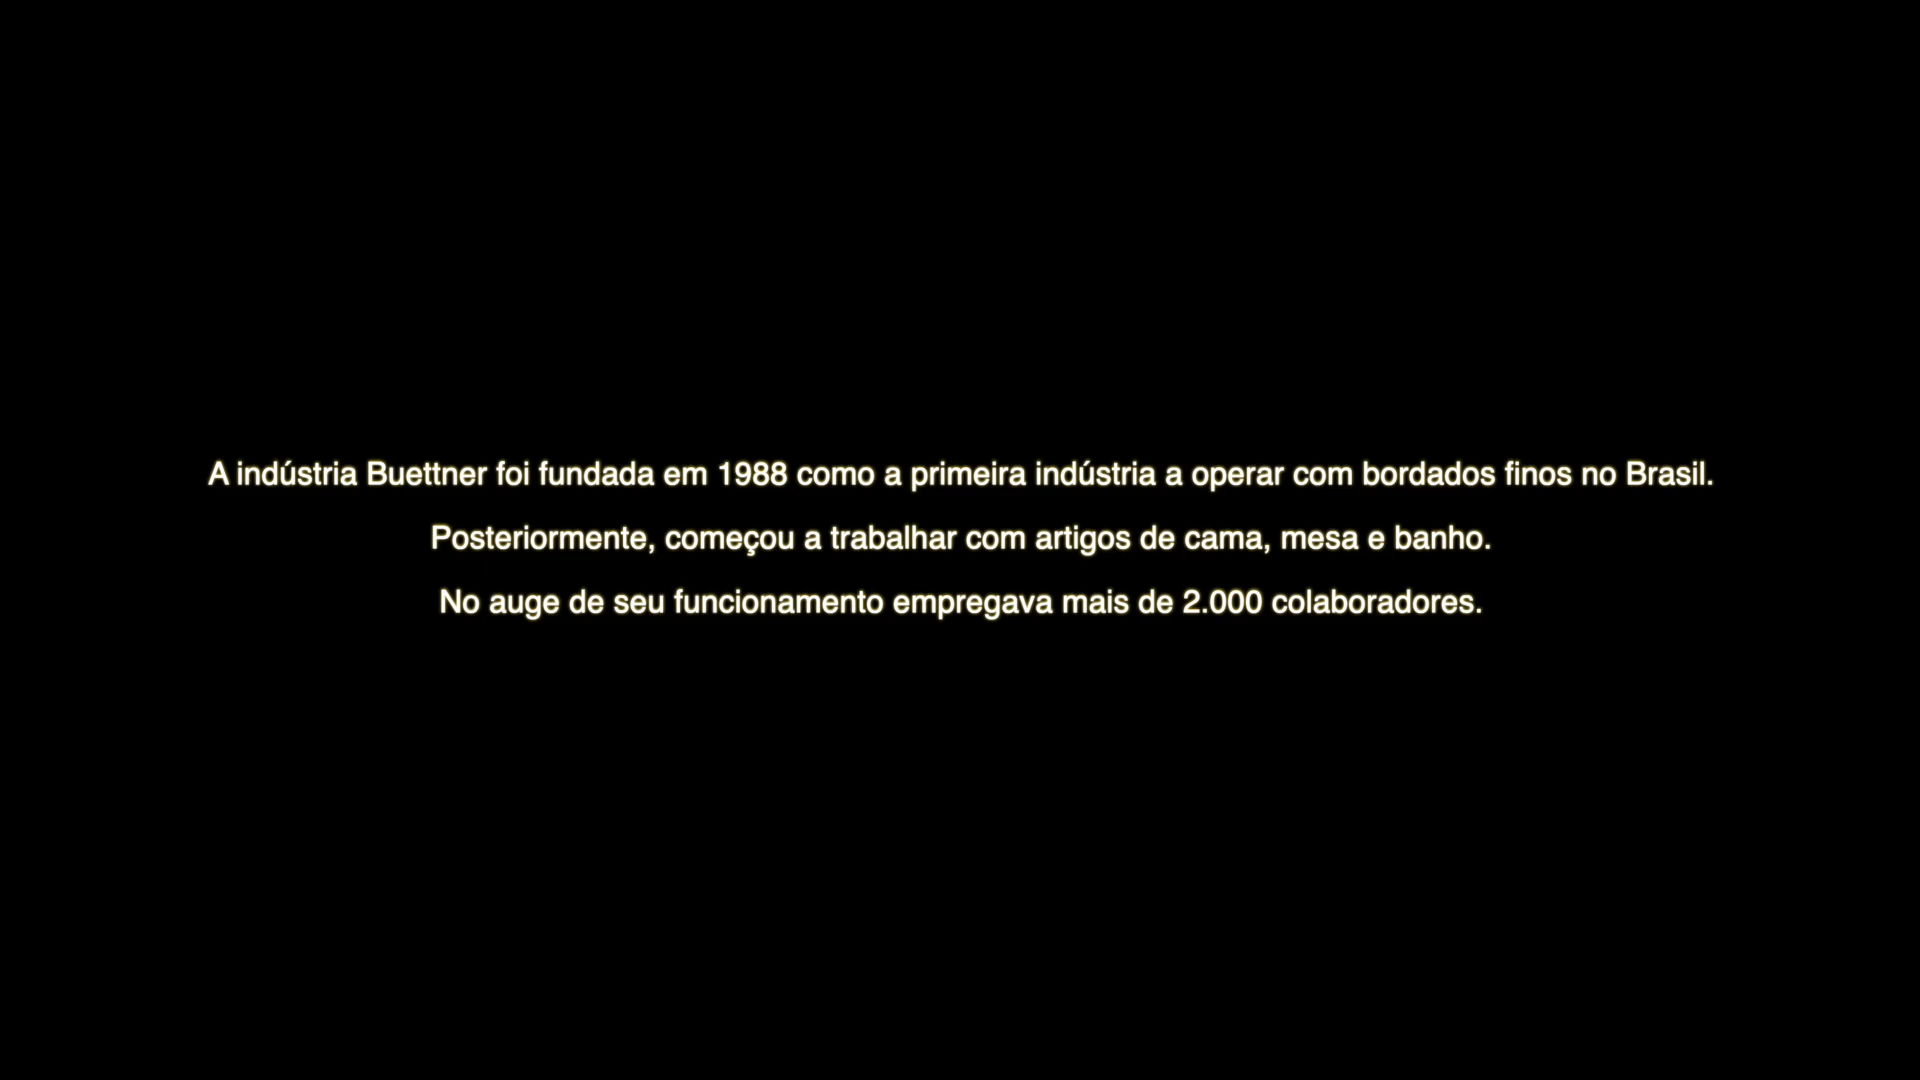 A indústria Buettner foi fundada em 1988 como a primeira indústria a operar com bordados finos no Brasil.
Posteriormente, começou a trabalhar com artigos de cama, mesa e banho.
No auge de seu funcionamento empregava mais de 2.000 colaboradores.